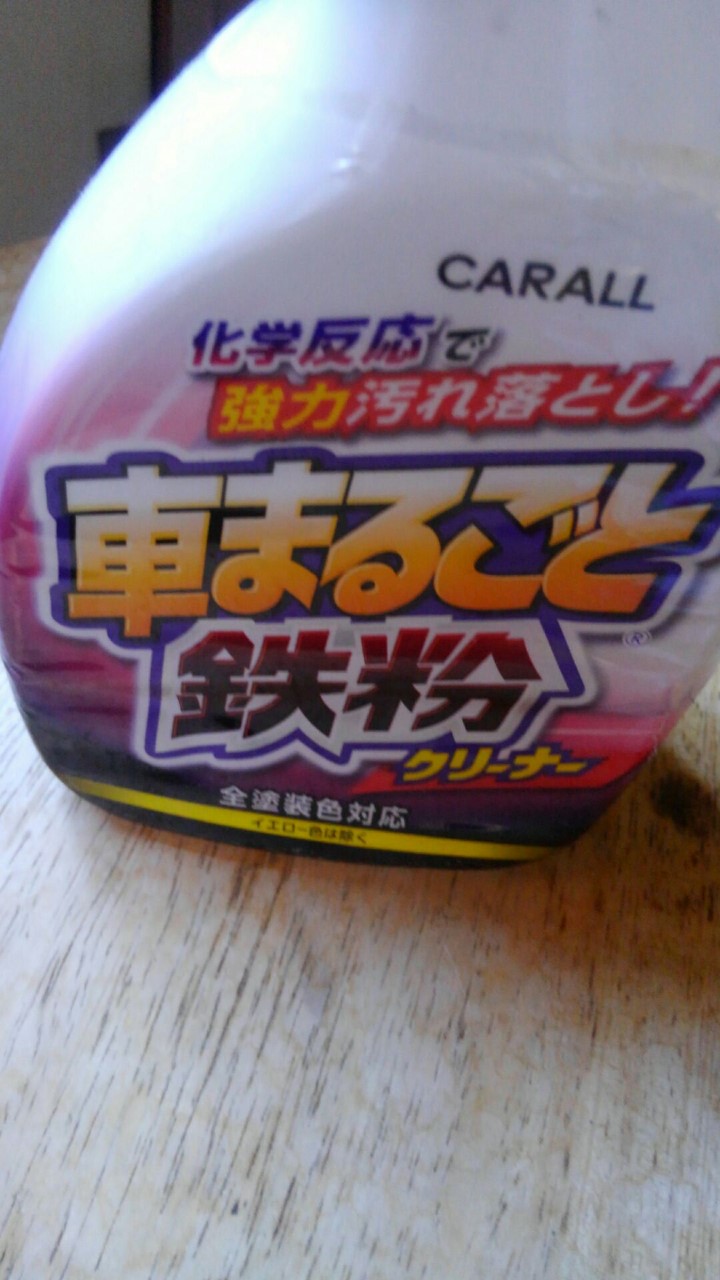 CARALL
化学反応で
強力汚れ落とし!
車まるごと
®
鉄粉
クリーナー
全塗装色対応
イエロー色は除く